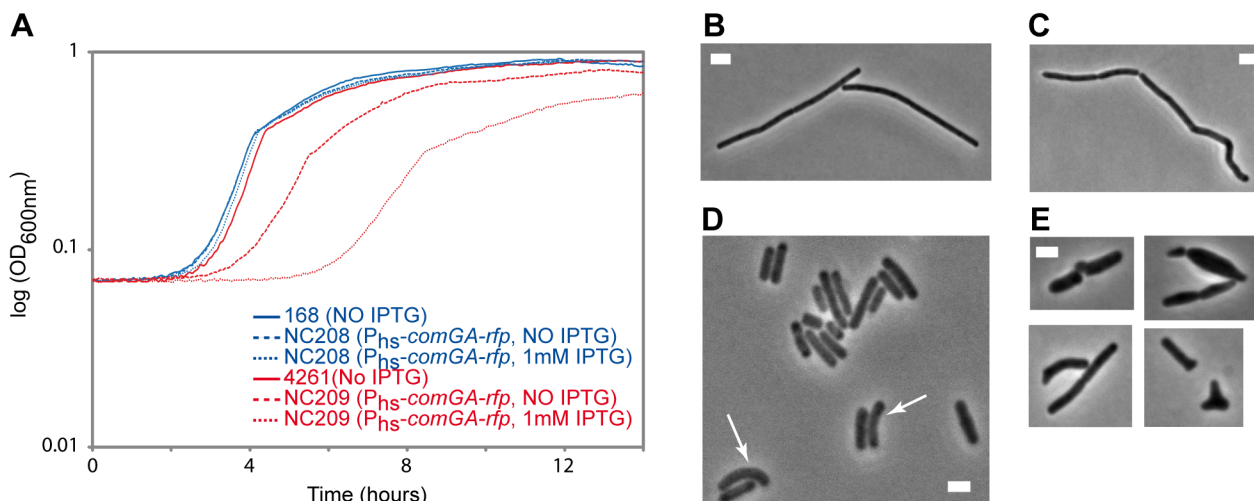 A
B
C
D
E
log (OD600nm)
1
0.1
0.01
168 (NO IPTG)
NC208 (Phs-comGA-rfp, NO IPTG)
NC208 (Phs-comGA-rfp, 1mM IPTG)
4261(No IPTG)
NC209 (Phs-comGA-rfp, NO IPTG)
NC209 (Phs-comGA-rfp, 1mM IPTG)
0
4
8
12
Time (hours)